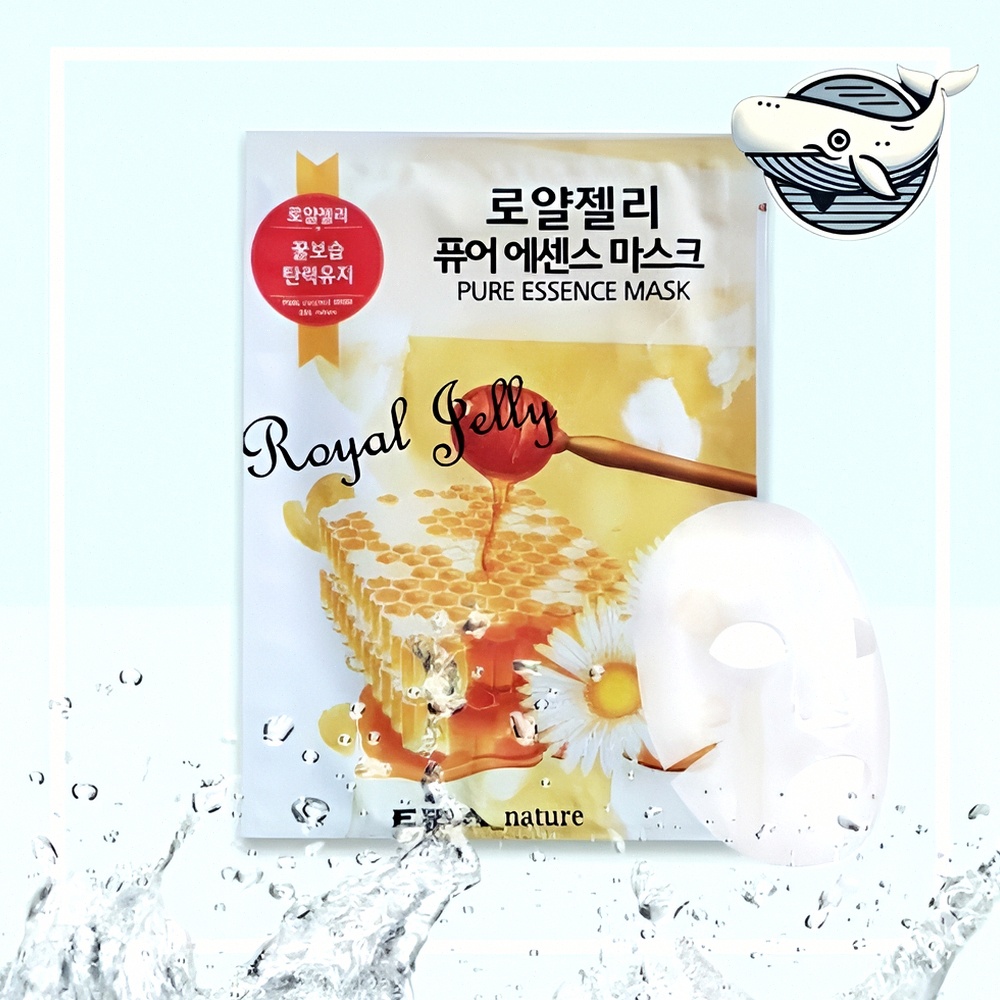 로얄젤리
꿀보습
탄력유지
로얄젤리
퓨어 에센스 마스크
PURE ESSENCE MASK
Royal Jelly
nature